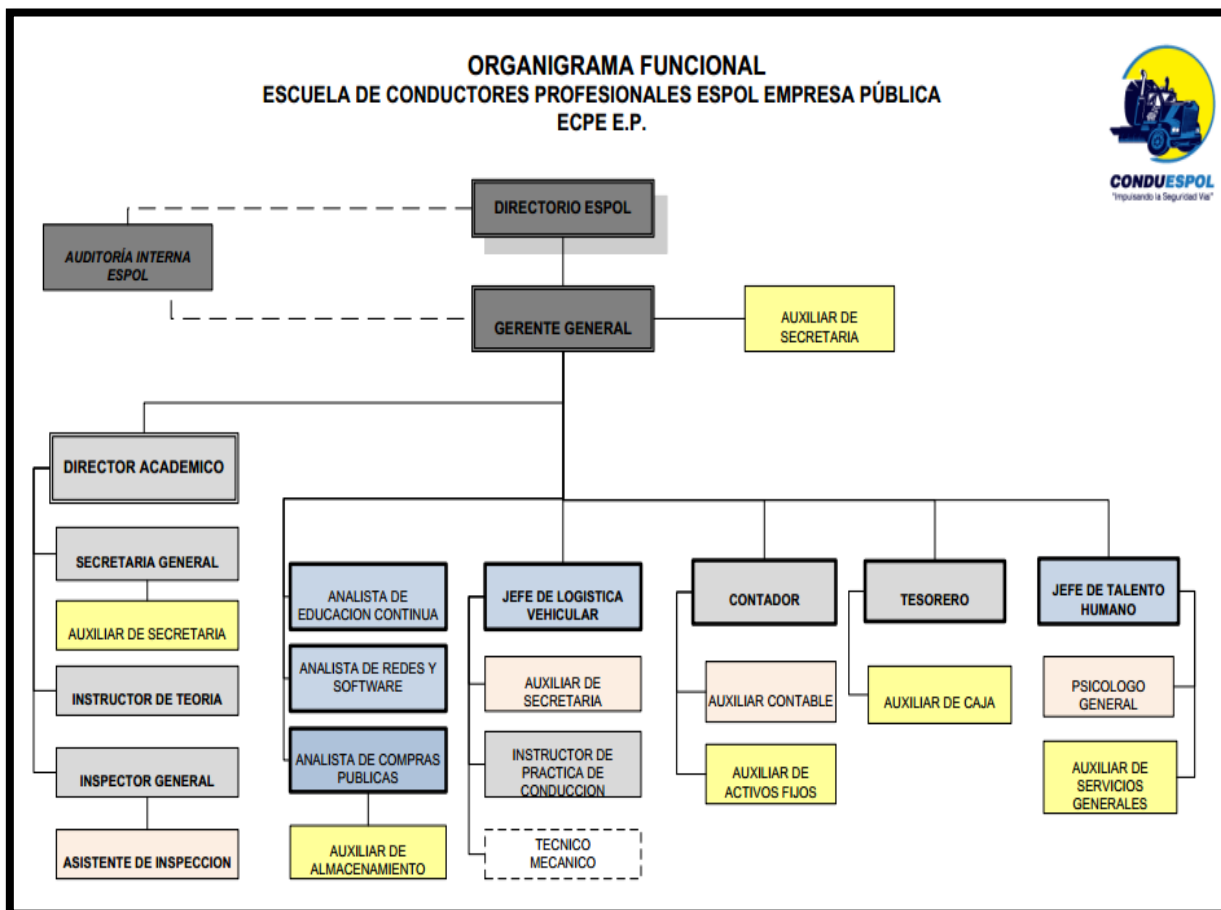 ORGANIGRAMA FUNCIONAL
ESCUELA DE CONDUCTORES PROFESIONALES ESPOL EMPRESA PÚBLICA
ECPE E.P.
CONDUESPOL
"Impulsando la Seguridad Vial"
DIRECTORIO ESPOL
AUDITORÍA INTERNA
ESPOL
GERENTE GENERAL
AUXILIAR DE
SECRETARIA
DIRECTOR ACADEMICO
SECRETARIA GENERAL
AUXILIAR DE SECRETARIA
INSTRUCTOR DE TEORÍA
INSPECTOR GENERAL
ASISTENTE DE INSPECCION
ANALISTA DE
EDUCACION CONTINUA
ANALISTA DE REDES Y
SOFTWARE
ANALISTA DE COMPRAS
PUBLICAS
AUXILIAR DE
ALMACENAMIENTO
JEFE DE LOGISTICA
VEHICULAR
AUXILIAR DE
SECRETARIA
INSTRUCTOR DE
PRACTICA DE
CONDUCCION
TECNICO
MECANICO
CONTADOR
AUXILIAR CONTABLE
AUXILIAR DE
ACTIVOS FIJOS
TESORERO
AUXILIAR DE CAJA
JEFE DE TALENTO
HUMANO
PSICOLOGO
GENERAL
AUXILIAR DE
SERVICIOS
GENERALES